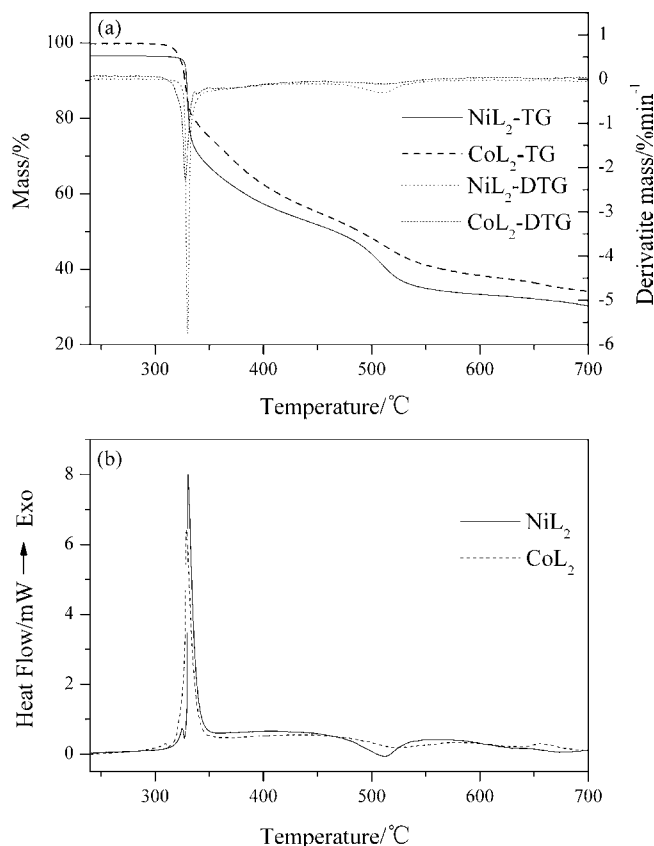 (a)
100
80
60
40
20
Mass/%
1
0
-1
-2
-3
-4
-5
-6
Derivatite mass/%min⁻¹
NiL₂-TG
CoL₂-TG
NiL₂-DTG
CoL₂-DTG
300 400 500 600 700
Temperature/℃
(b)
8
6
4
2
0
Heat Flow/mW → Exo
NiL₂
CoL₂
300 400 500 600 700
Temperature/℃